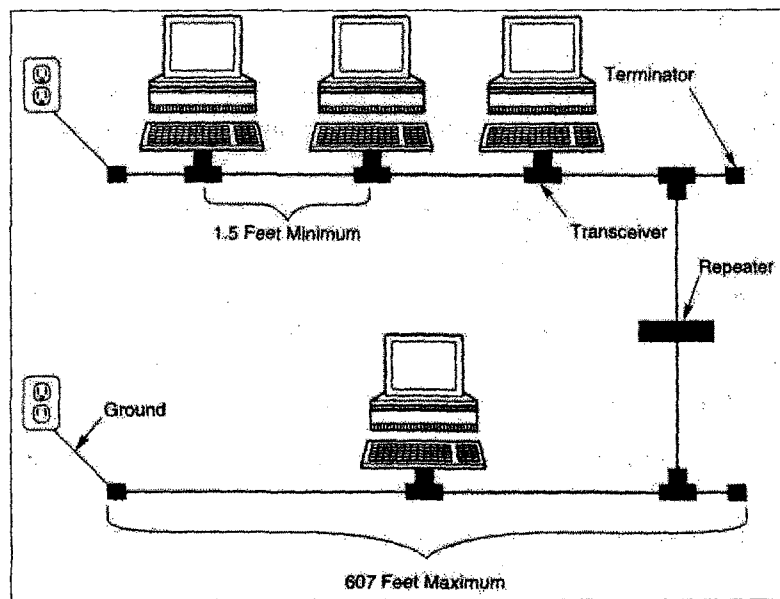 Terminator
1.5 Feet Minimum
Transceiver
Repeater
Ground
607 Feet Maximum